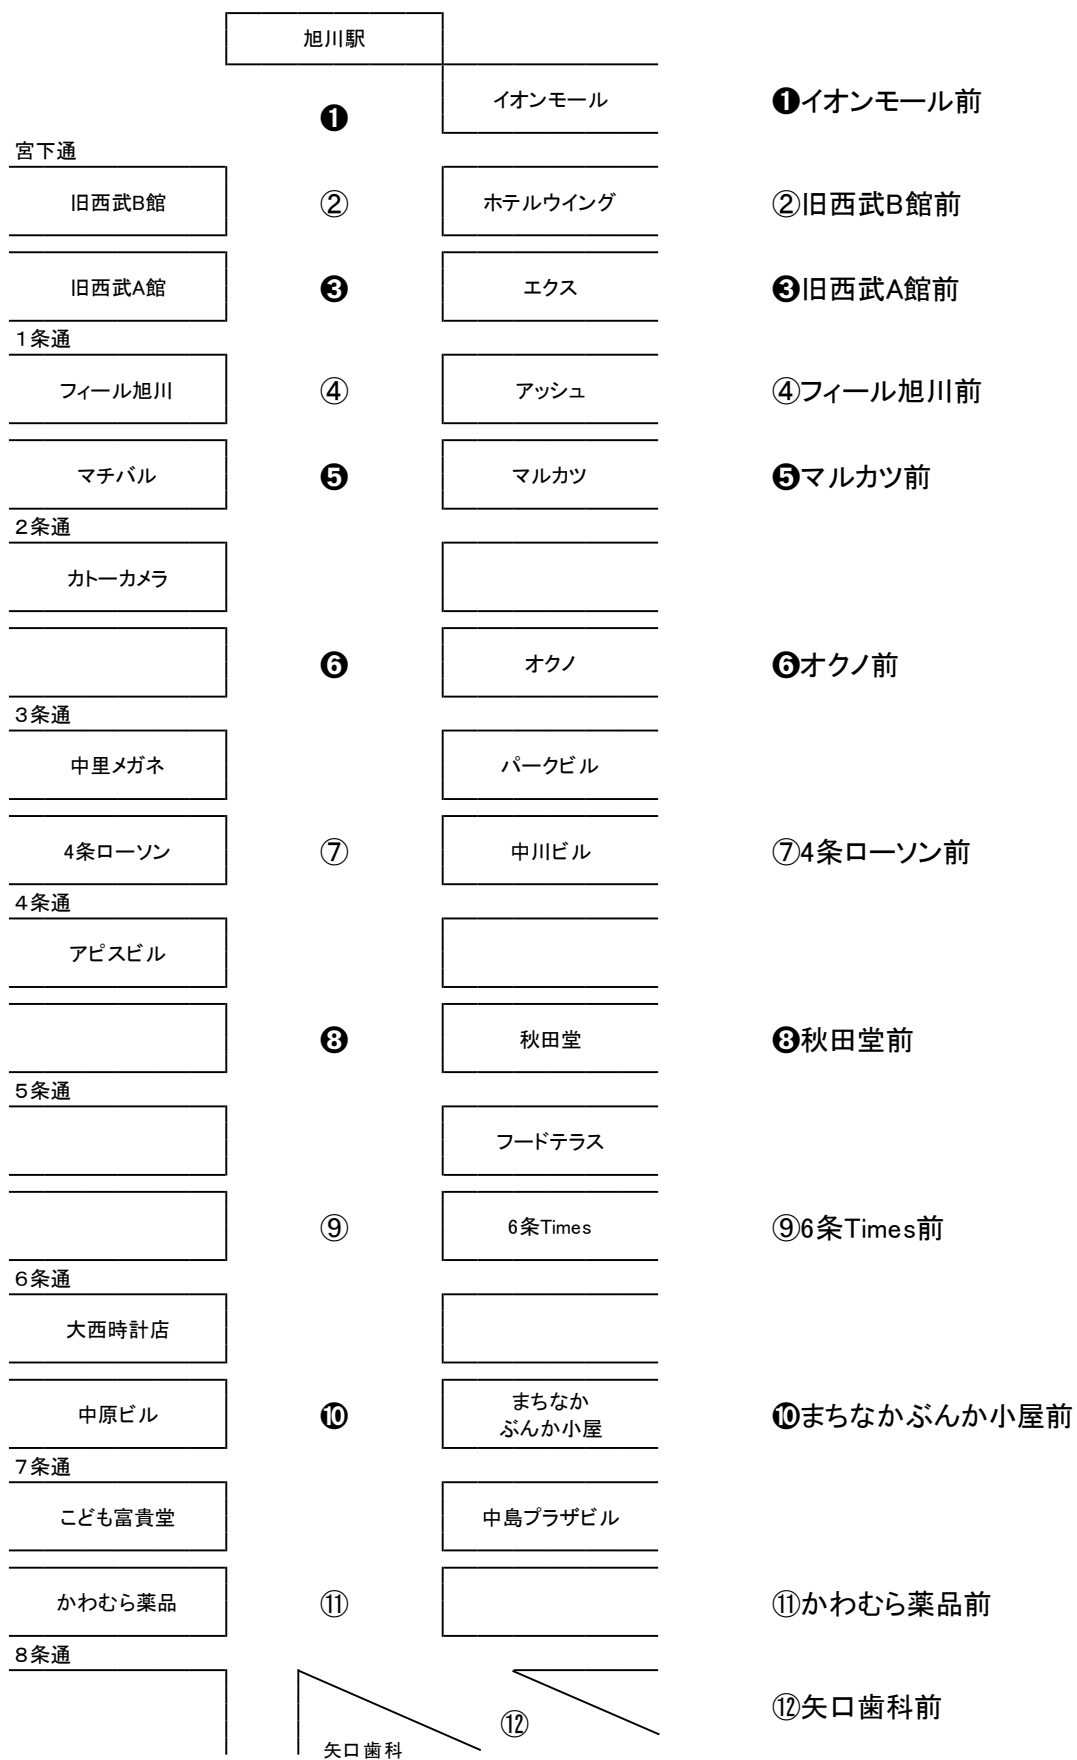 旭川駅
イオンモール
❶
❶イオンモール前
宮下通
旧西武B館
②
ホテルウイング
②旧西武B館前
旧西武A館
❸
エクス
❸旧西武A館前
1条通
フィール旭川
④
アッシュ
④フィール旭川前
マチバル
❺
マルカツ
❺マルカツ前
2条通
カトーカメラ
❻
オクノ
❻オクノ前
3条通
中里メガネ
パークビル
4条ローソン
⑦
中川ビル
⑦4条ローソン前
4条通
アピスビル
❽
秋田堂
❽秋田堂前
5条通
フードテラス
⑨
6条Times
⑨6条Times前
6条通
大西時計店
中原ビル
❿
まちなか
ぶんか小屋
❿まちなかぶんか小屋前
7条通
こども富貴堂
中島プラザビル
かわむら薬品
⑪
⑪かわむら薬品前
8条通
⑫
⑫矢口歯科前
矢口歯科